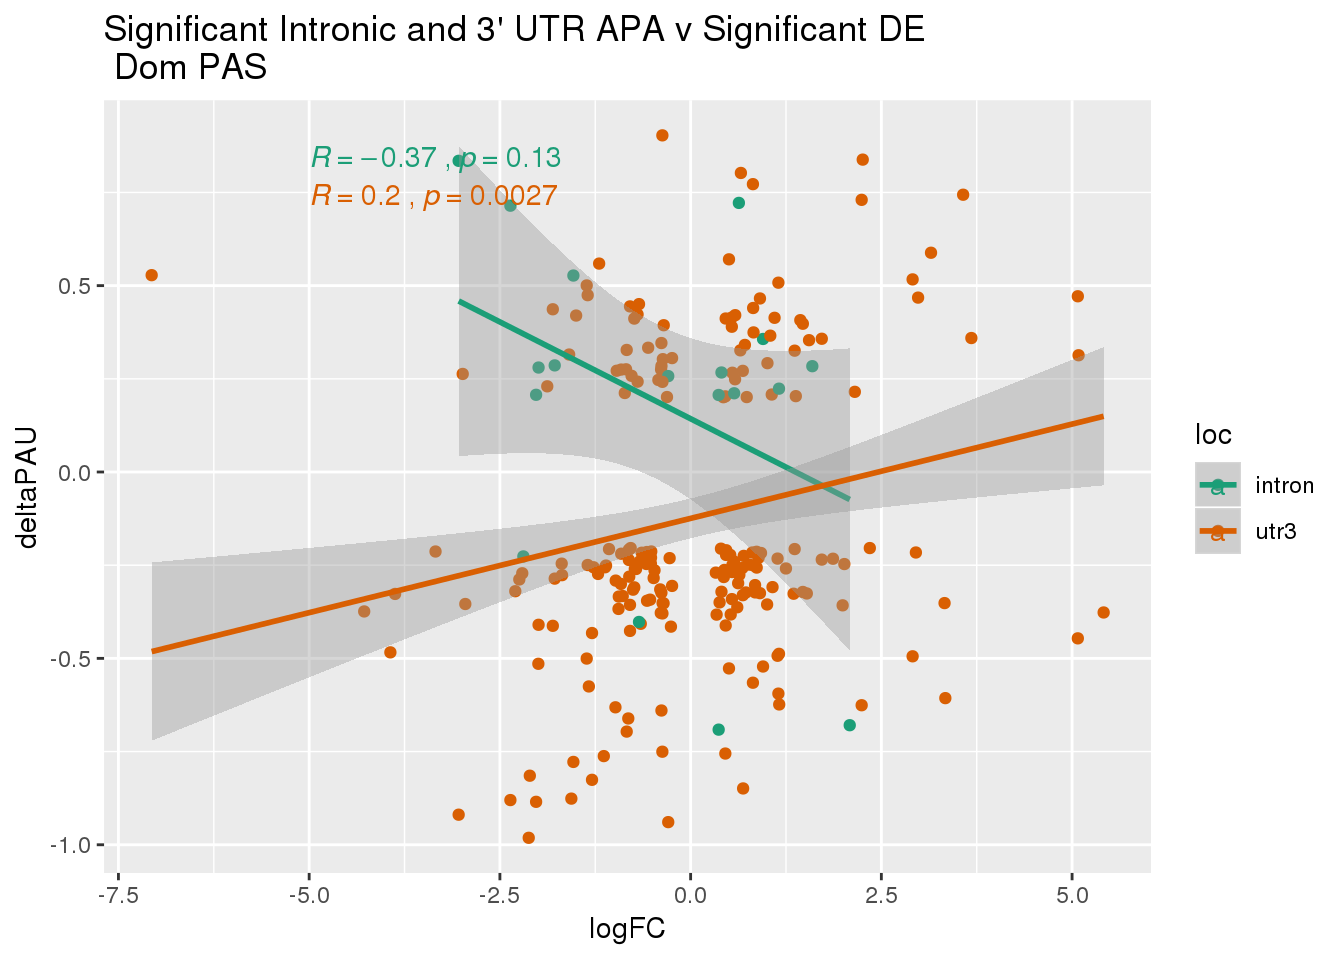 Significant Intronic and 3' UTR APA v Significant DE
Dom PAS
R = −0.37 , p = 0.13
R = 0.2 , p = 0.0027
0.5
0.0
-0.5
-1.0
deltaPAU
-7.5 -5.0 -2.5 0.0 2.5 5.0
logFC
loc
a intron
a utr3